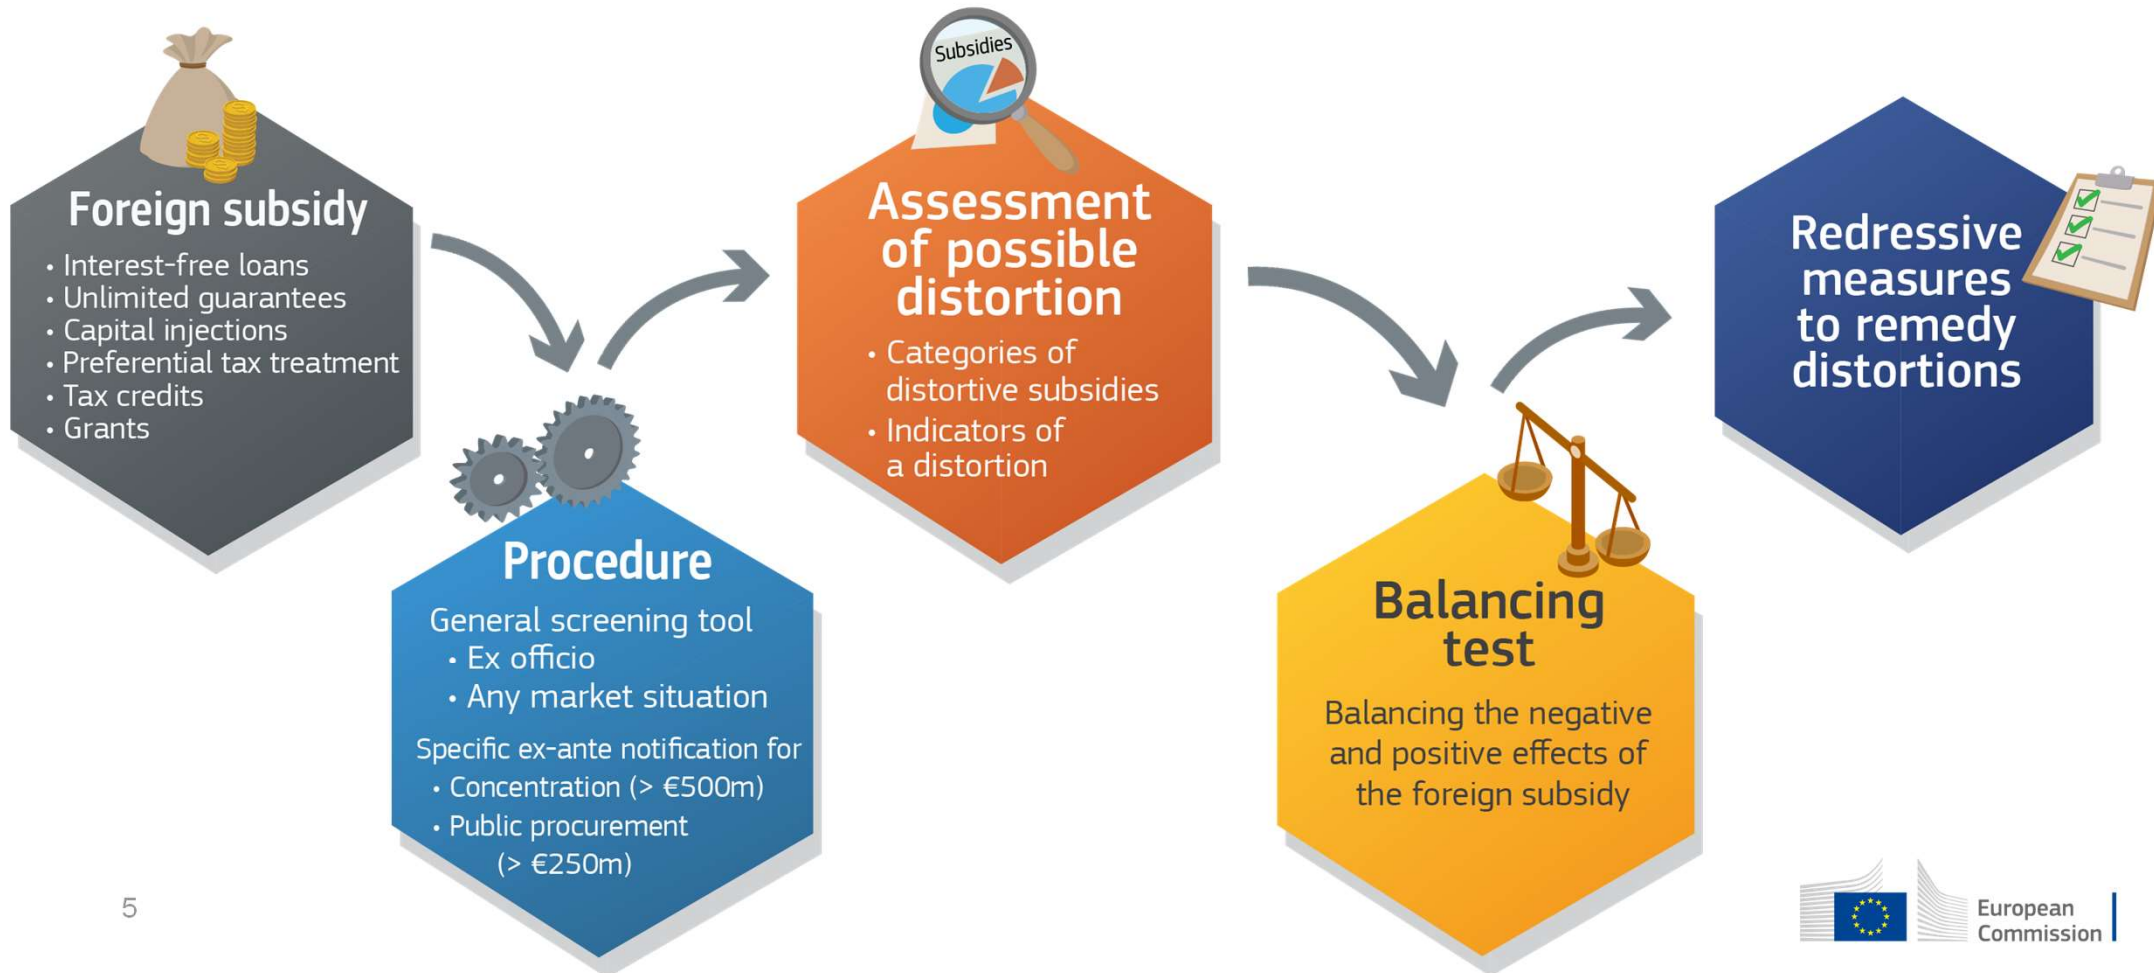 Foreign subsidy
• Interest-free loans
• Unlimited guarantees
• Capital injections
• Preferential tax treatment
• Tax credits
• Grants
Procedure
General screening tool
• Ex officio
• Any market situation
Specific ex-ante notification for
• Concentration (> €500m)
• Public procurement
(> €250m)
Subsidies
Assessment
of possible
distortion
• Categories of
distortive subsidies
• Indicators of
a distortion
Balancing
test
Balancing the negative
and positive effects of
the foreign subsidy
Redressive
measures
to remedy
distortions
5
European
Commission